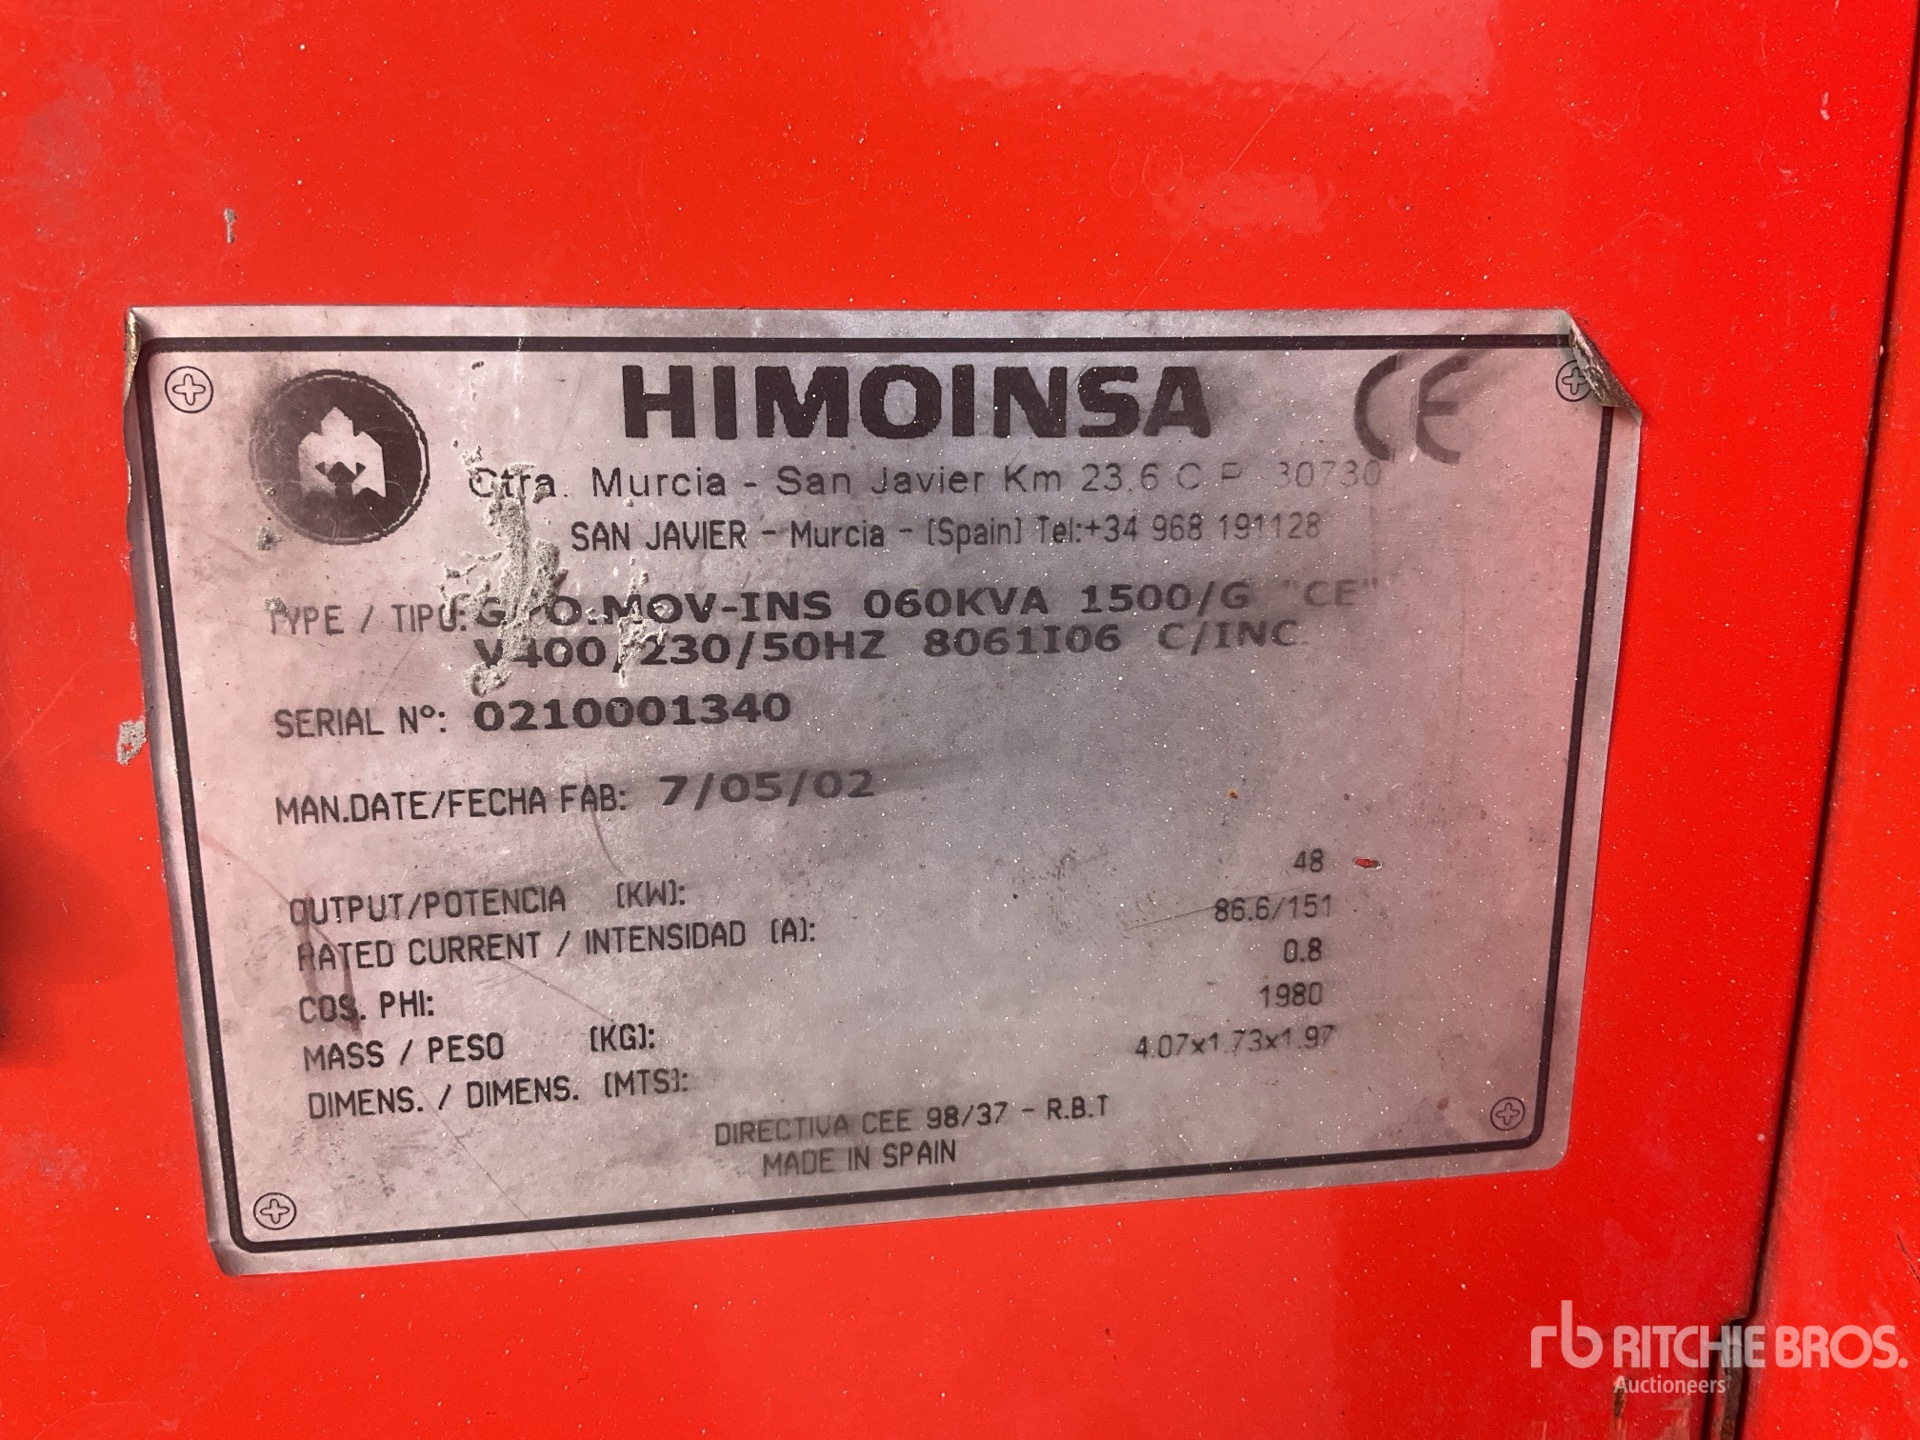 HIMOINSA CE
Ctra. Murcia - San Javier Km 23,6 C.P. 30730
SAN JAVIER - Murcia - (Spain) Tel:+34 968 191128
TYPE / TIPO: GPO.MOV-INS 060KVA 1500/G "CE"
V400/230/50HZ 8061I06 C/INC.
SERIAL Nº: 0210001340
MAN.DATE/FECHA FAB: 7/05/02
OUTPUT/POTENCIA (KW): 48
RATED CURRENT / INTENSIDAD (A): 86.6/151
COS. PHI: 0.8
MASS / PESO (KG): 1980
DIMENS. / DIMENS. (MTS): 4.07x1.73x1.97
DIRECTIVA CEE 98/37 - R.B.T
MADE IN SPAIN
rb RITCHIE BROS.
Auctioneers